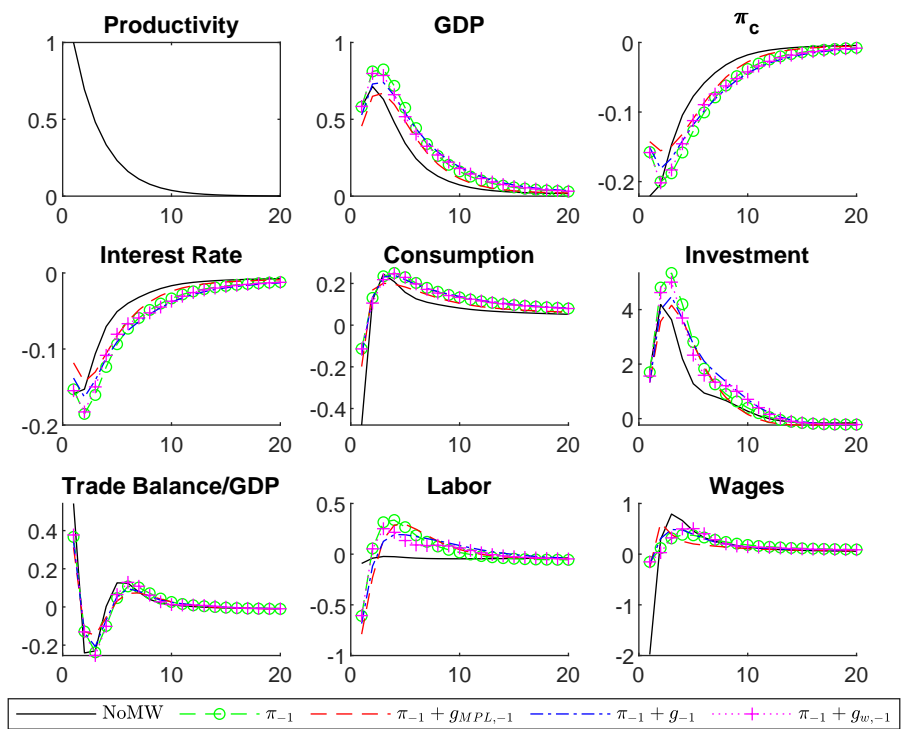 Productivity GDP π_c
1 1 0
0.5 0.5 -0.1
0 0 -0.2
0 10 20 0 10 20 0 10 20
Interest Rate Consumption Investment
0 0.2 4
-0.1 0 2
-0.2 -0.2 0
-0.4
0 10 20 0 10 20 0 10 20
Trade Balance/GDP Labor Wages
0.4 0.5 1
0.2 0 0
0 -0.5 -1
-0.2 -1 -2
0 10 20 0 10 20 0 10 20
NoMW π_{-1} π_{-1} + g_{MPL,-1} π_{-1} + g_{-1} π_{-1} + g_{w,-1}